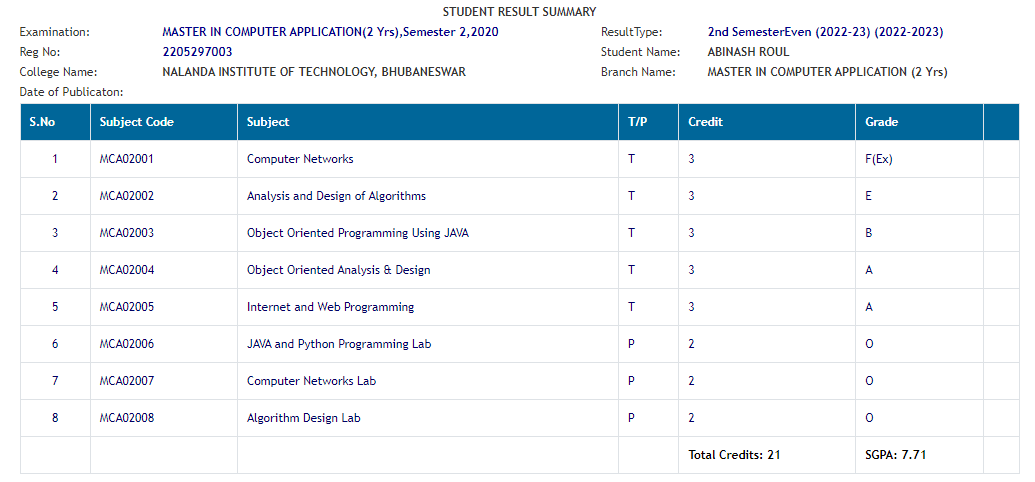 STUDENT RESULT SUMMARY
Examination: MASTER IN COMPUTER APPLICATION(2 Yrs),Semester 2,2020 ResultType: 2nd SemesterEven (2022-23) (2022-2023)
Reg No: 2205297003 Student Name: ABINASH ROUL
College Name: NALANDA INSTITUTE OF TECHNOLOGY, BHUBANESWAR Branch Name: MASTER IN COMPUTER APPLICATION (2 Yrs)
Date of Publicaton:
S.No Subject Code Subject T/P Credit Grade
1 MCA02001 Computer Networks T 3 F(Ex)
2 MCA02002 Analysis and Design of Algorithms T 3 E
3 MCA02003 Object Oriented Programming Using JAVA T 3 B
4 MCA02004 Object Oriented Analysis & Design T 3 A
5 MCA02005 Internet and Web Programming T 3 A
6 MCA02006 JAVA and Python Programming Lab P 2 O
7 MCA02007 Computer Networks Lab P 2 O
8 MCA02008 Algorithm Design Lab P 2 O
Total Credits: 21 SGPA: 7.71